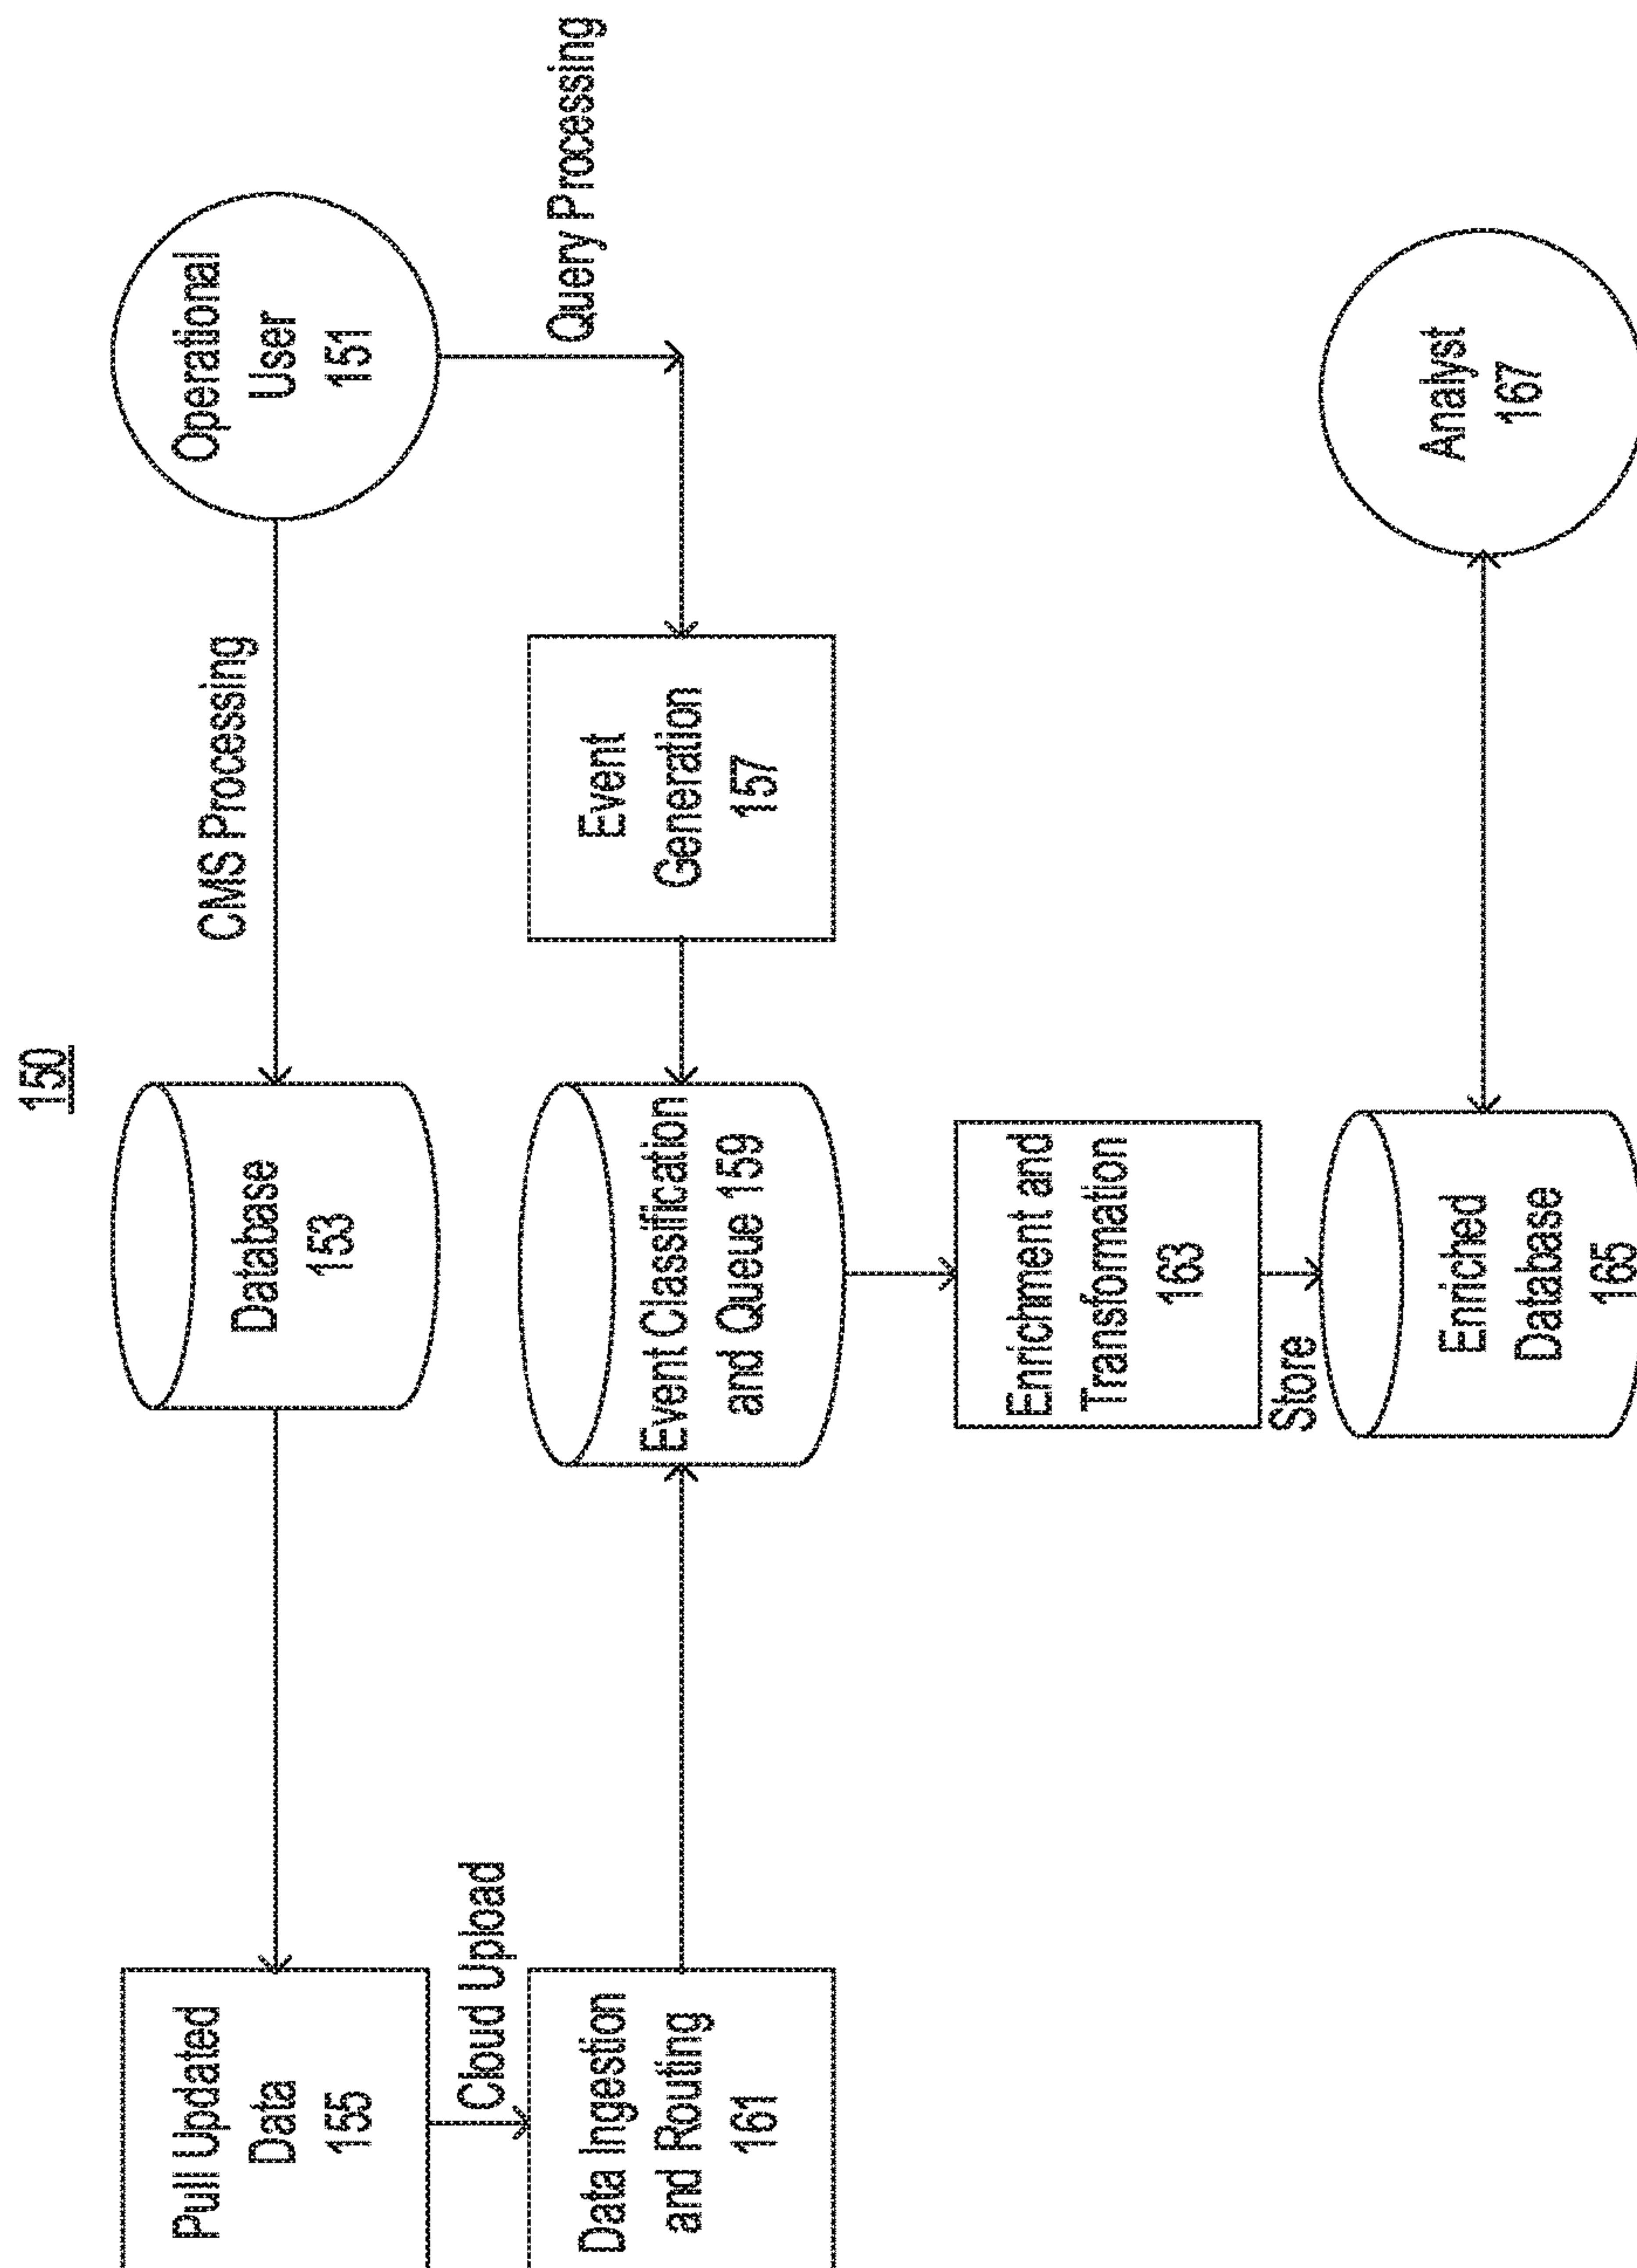 150
Pull Updated
Data
155
Database
153
CMS Processing
Operational
User
151
Cloud Upload
Query Processing
Data Ingestion
and Routing
161
Event Classification
and Queue 159
Event
Generation
157
Enrichment and
Transformation
163
Store
Enriched
Database
165
Analyst
167